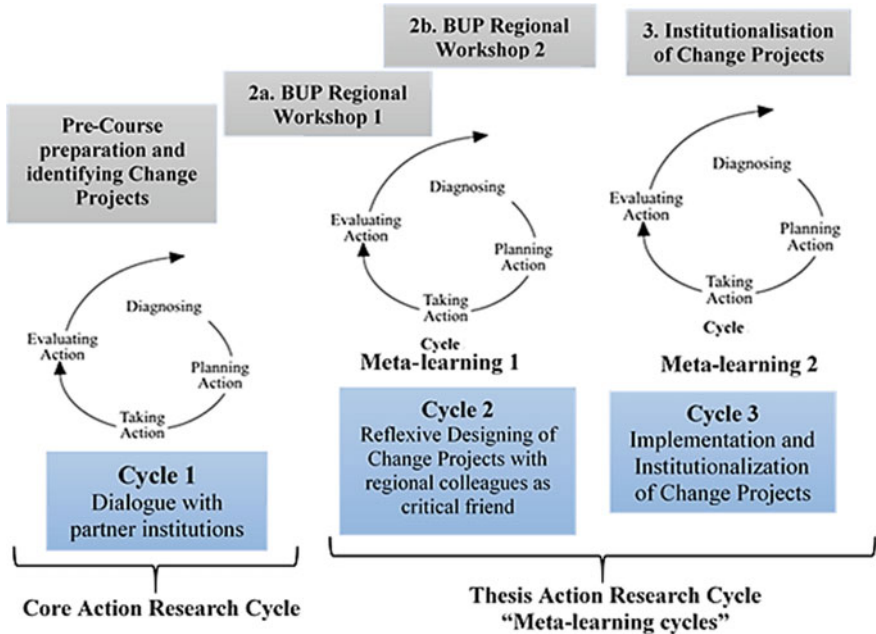 Pre-Course
preparation and
identifying Change
Projects
2a. BUP Regional
Workshop 1
2b. BUP Regional
Workshop 2
3. Institutionalisation
of Change Projects
Diagnosing
Planning
Action
Taking
Action
Evaluating
Action
Diagnosing
Planning
Action
Taking
Action
Evaluating
Action
Cycle
Meta-learning 1
Diagnosing
Planning
Action
Taking
Action
Evaluating
Action
Cycle
Meta-learning 2
Cycle 1
Dialogue with
partner institutions
Cycle 2
Reflexive Designing of
Change Projects with
regional colleagues as
critical friend
Cycle 3
Implementation and
Institutionalization
of Change Projects
Core Action Research Cycle
Thesis Action Research Cycle
“Meta-learning cycles”